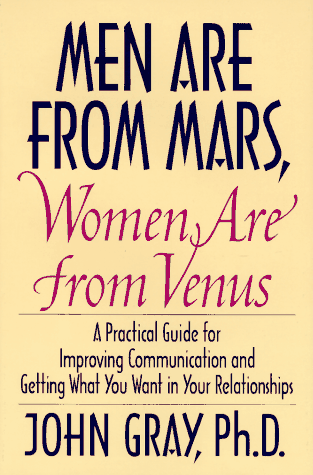 MEN ARE
FROM MARS,
Women Are
from Venus
A Practical Guide for
Improving Communication and
Getting What You Want in Your Relationships
JOHN GRAY, Ph.D.